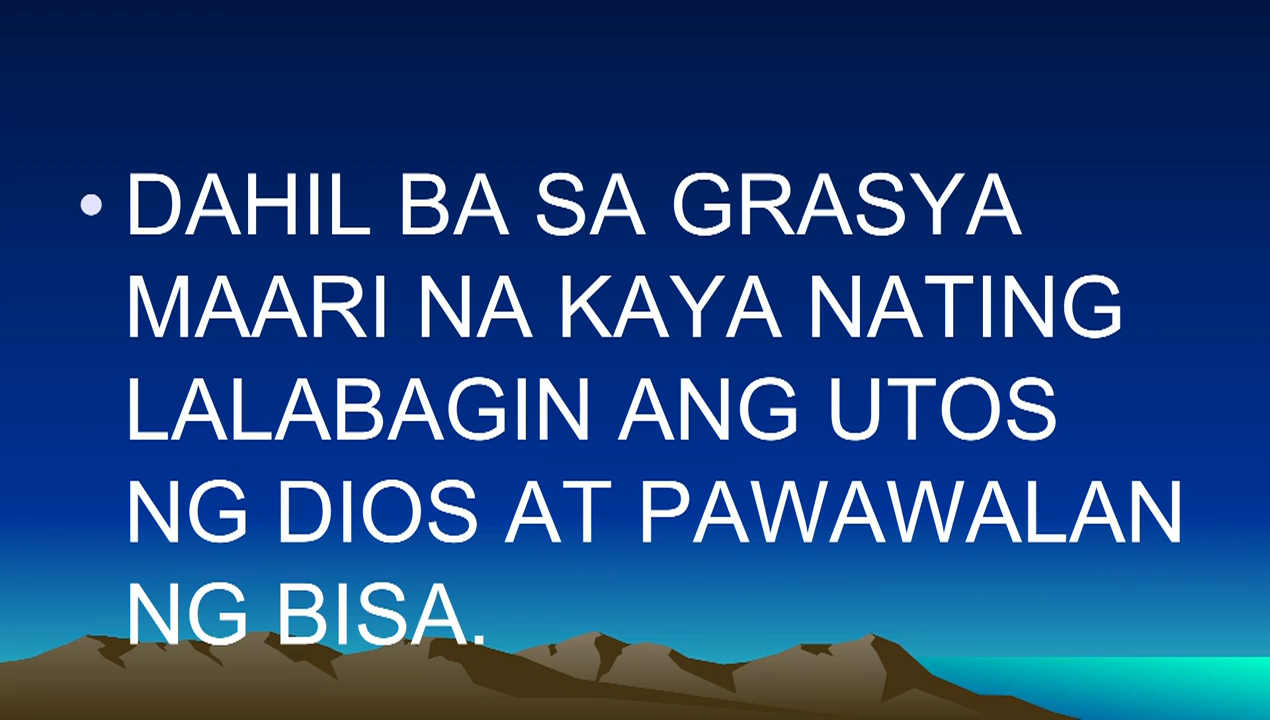 • DAHIL BA SA GRASYA
MAARI NA KAYA NATING
LALABAGIN ANG UTOS
NG DIOS AT PAWAWALAN
NG BISA.